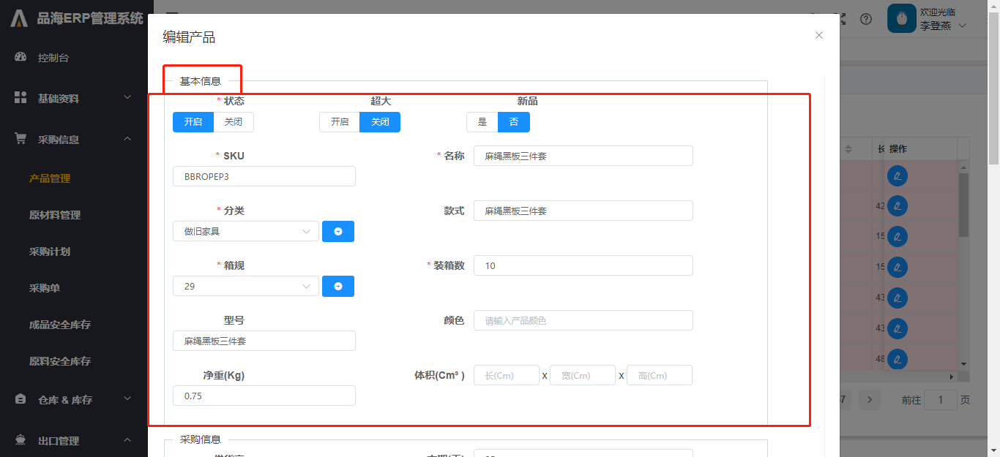 品海ERP管理系统
欢迎光临
李登燕
控制台
基础资料
采购信息
产品管理
原材料管理
采购计划
采购单
成品安全库存
原料安全库存
仓库 & 库存
出口管理
编辑产品
基本信息
* 状态 超大 新品
开启 关闭 开启 关闭 是 否
* SKU * 名称 麻绳黑板三件套
BBROPEP3
* 分类 款式 麻绳黑板三件套
做旧家具
* 箱规 * 装箱数 10
29
型号 颜色 请输入产品颜色
麻绳黑板三件套
净重(Kg) 体积(Cm³ ) 长(Cm) x 宽(Cm) x 高(Cm)
0.75
采购信息
长 操作
42
15
15
43
43
48
7 前往 1 页